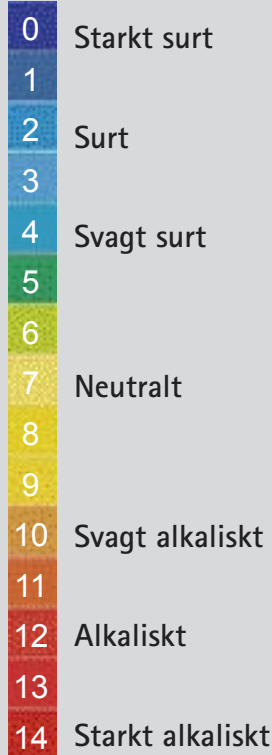 0 Starkt surt
1
2 Surt
3
4 Svagt surt
5
6
7 Neutralt
8
9
10 Svagt alkaliskt
11
12 Alkaliskt
13
14 Starkt alkaliskt